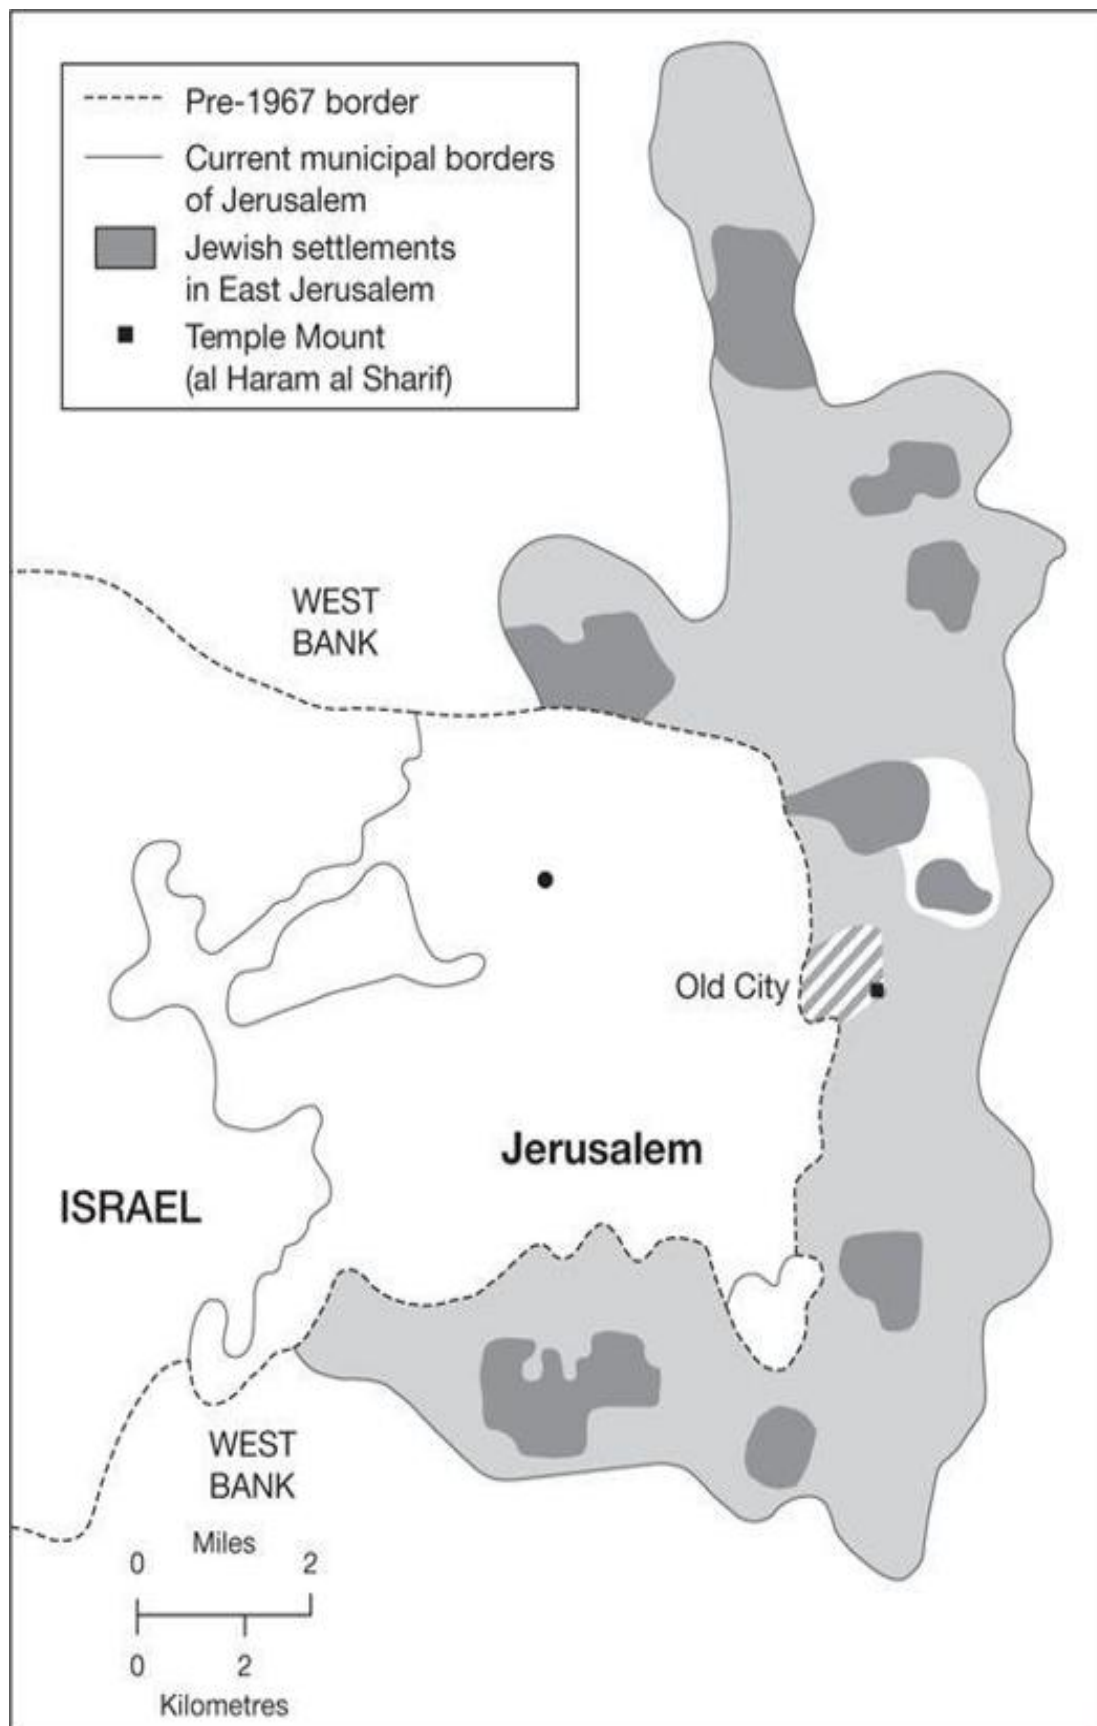 Pre-1967 border
Current municipal borders
of Jerusalem
Jewish settlements
in East Jerusalem
Temple Mount
(al Haram al Sharif)
WEST
BANK
Old City
Jerusalem
ISRAEL
WEST
BANK
Miles
0 2
0 2
Kilometres